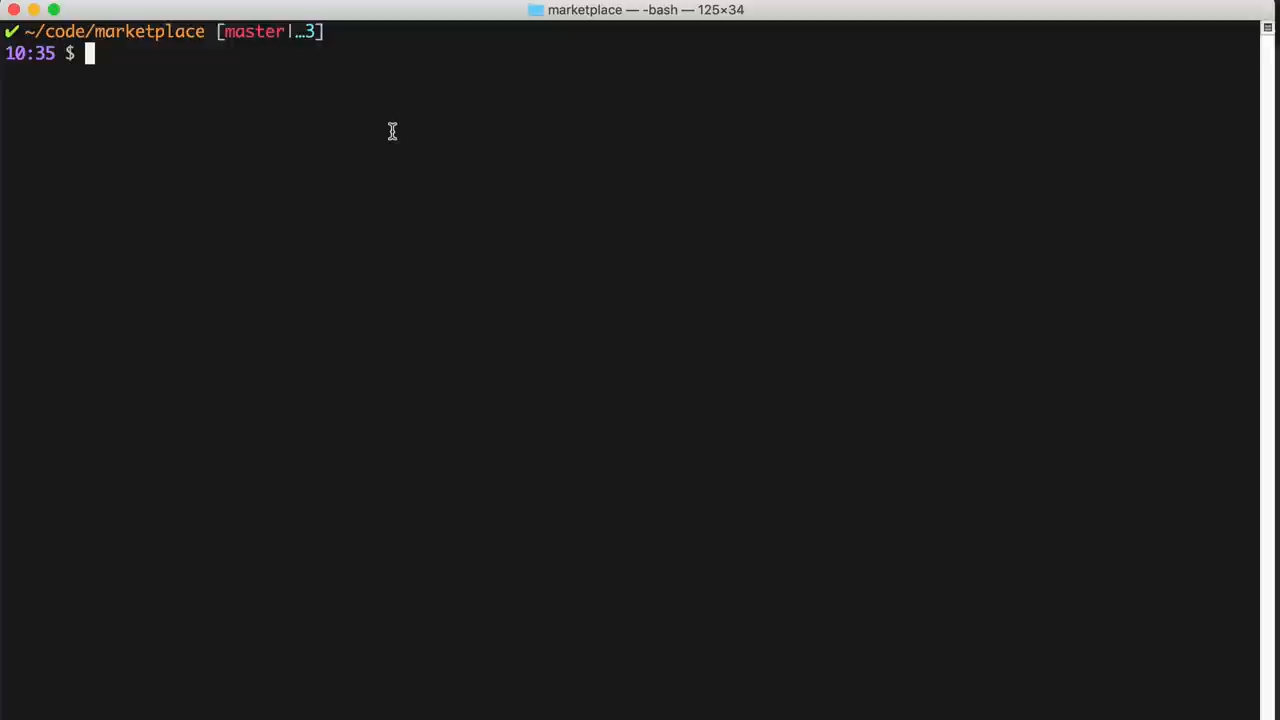 marketplace — -bash — 125×34
✔ ~/code/marketplace [master|…3]
10:35 $